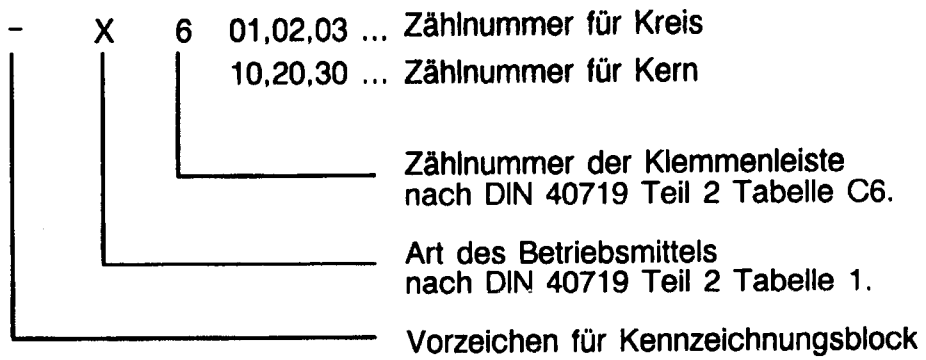 - X 6 01,02,03 ... Zählnummer für Kreis
10,20,30 ... Zählnummer für Kern
Zählnummer der Klemmenleiste
nach DIN 40719 Teil 2 Tabelle C6.
Art des Betriebsmittels
nach DIN 40719 Teil 2 Tabelle 1.
Vorzeichen für Kennzeichnungsblock